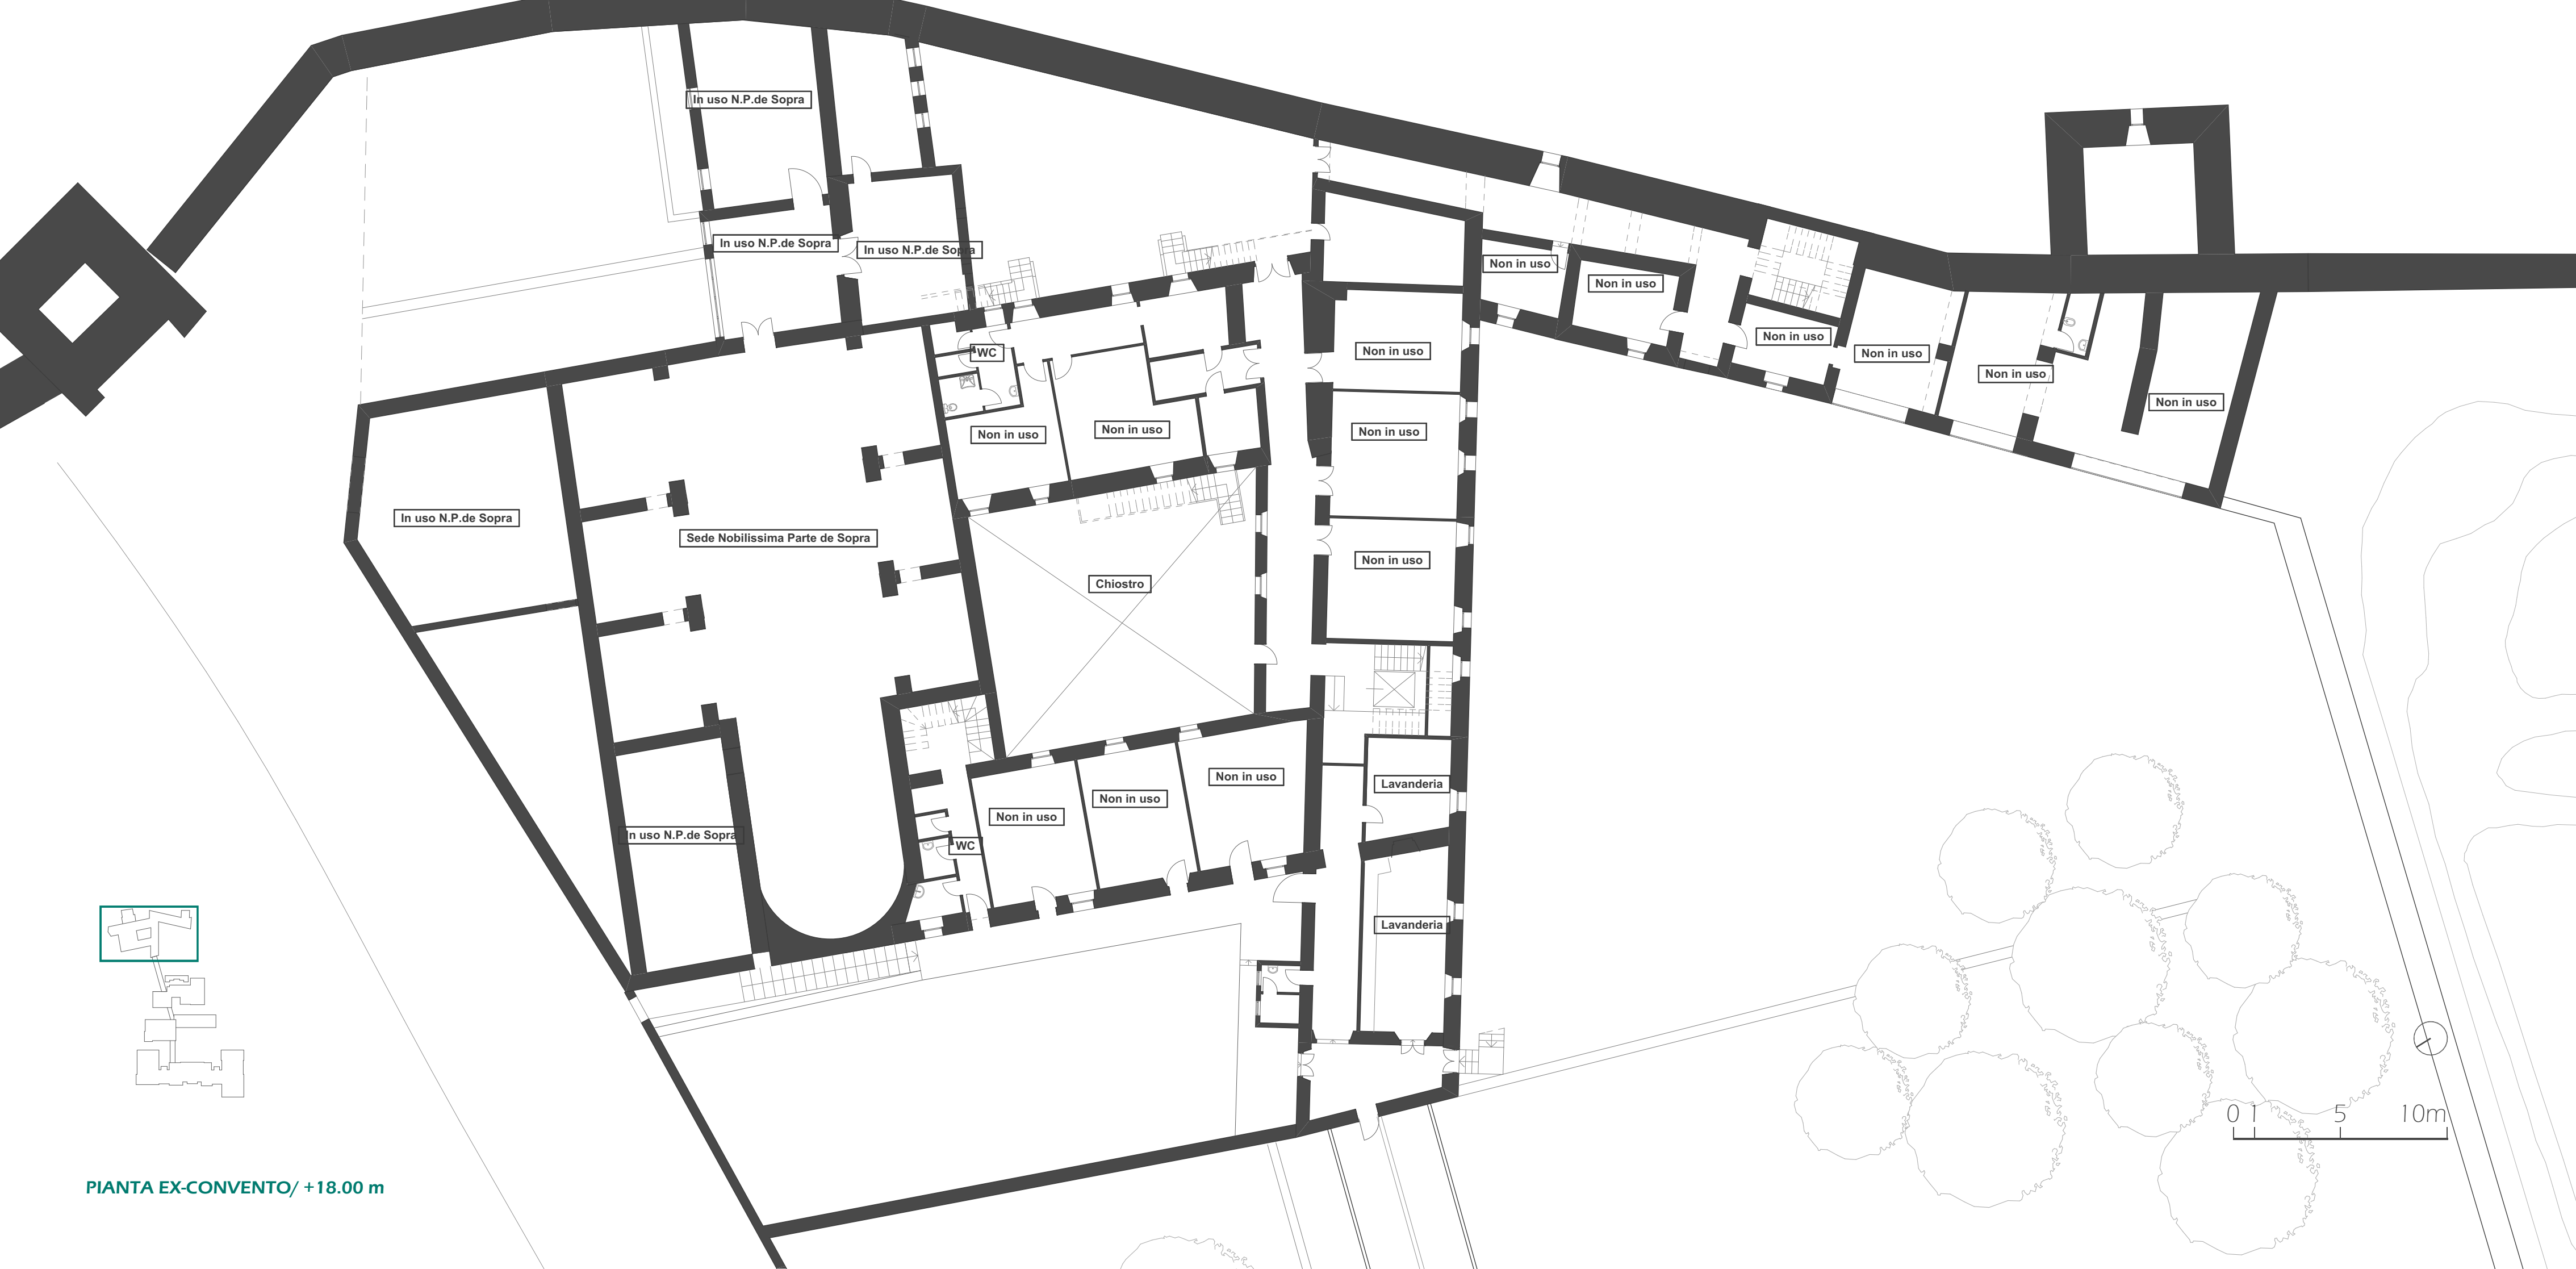 In uso N.P.de Sopra
In uso N.P.de Sopra
In uso N.P.de Sopra
Non in uso
Non in uso
Non in uso
Non in uso
Non in uso
WC
Non in uso
Non in uso
Non in uso
Non in uso
Non in uso
Non in uso
In uso N.P.de Sopra
Sede Nobilissima Parte de Sopra
Non in uso
Chiostro
Non in uso
Lavanderia
Non in uso
Non in uso
In uso N.P.de Sopra
WC
Lavanderia
0 1 5 10m
PIANTA EX-CONVENTO/ +18.00 m